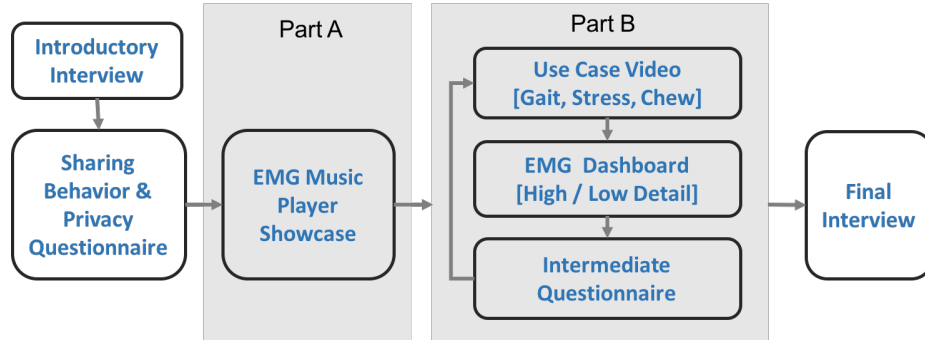 Introductory
Interview
Sharing
Behavior &
Privacy
Questionnaire
Part A
EMG Music
Player
Showcase
Part B
Use Case Video
[Gait, Stress, Chew]
EMG Dashboard
[High / Low Detail]
Intermediate
Questionnaire
Final
Interview